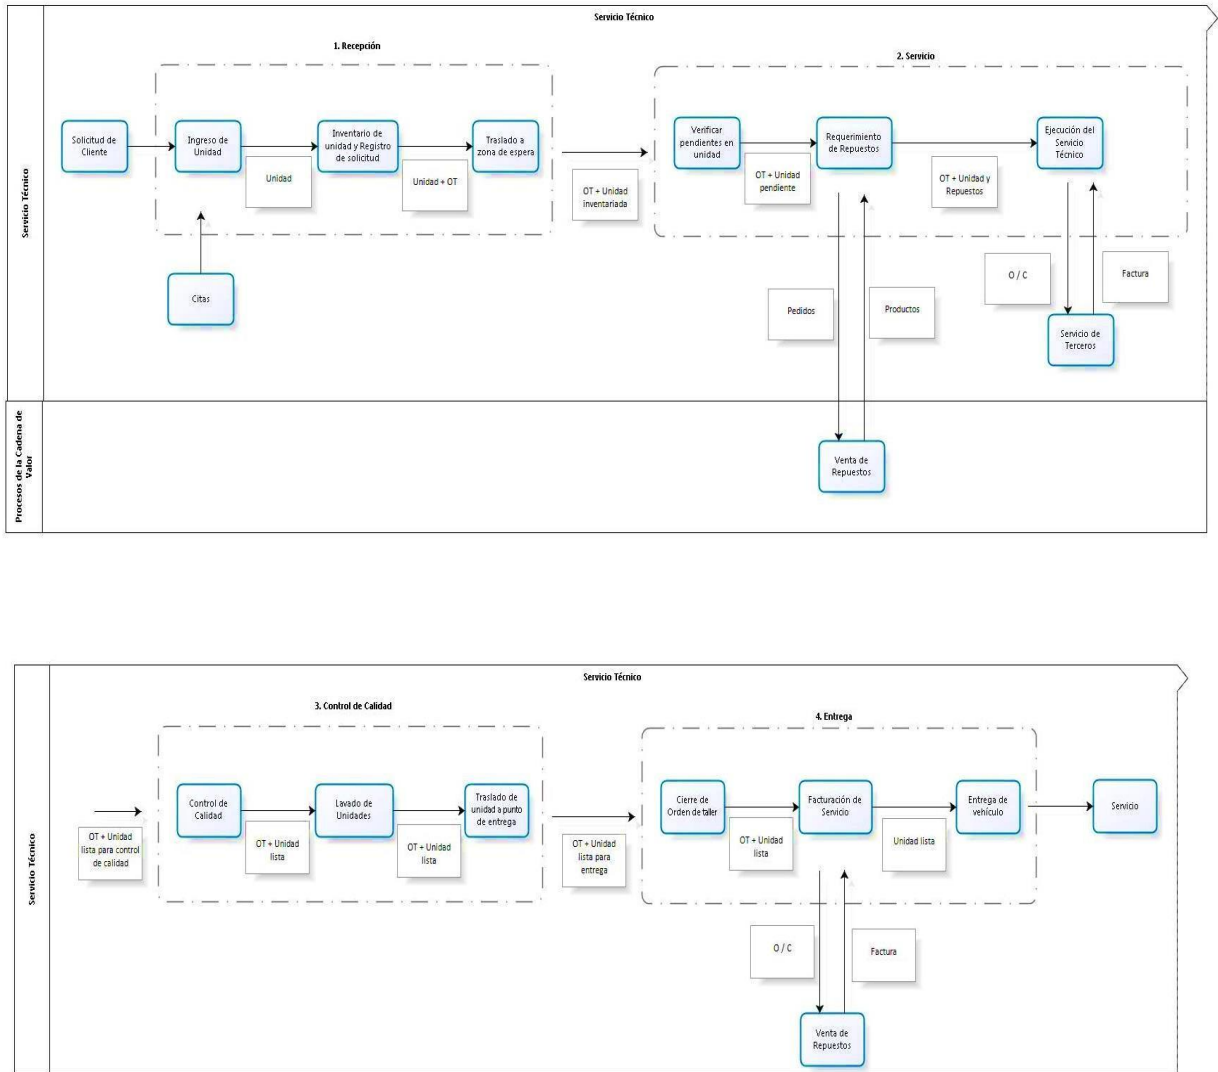 Servicio Técnico
1. Recepción
2. Servicio
Servicio Técnico
Solicitud de
Cliente
Ingreso de
Unidad
Unidad
Inventario de
unidad y Registro
de solicitud
Unidad + OT
Traslado a
zona de espera
OT + Unidad
inventariada
Verificar
pendientes en
unidad
OT + Unidad
pendiente
Requerimiento
de Repuestos
OT + Unidad y
Repuestos
Ejecución del
Servicio
Técnico
Citas
Pedidos
Productos
O / C
Factura
Servicio de
Terceros
Procesos de la Cadena de
Valor
Venta de
Repuestos
Servicio Técnico
3. Control de Calidad
4. Entrega
Servicio Técnico
OT + Unidad
lista para control
de calidad
Control de
Calidad
OT + Unidad
lista
Lavado de
Unidades
OT + Unidad
lista
Traslado de
unidad a punto
de entrega
OT + Unidad
lista para
entrega
Cierre de
Orden de taller
OT + Unidad
lista
Facturación de
Servicio
Unidad lista
Entrega de
vehículo
Servicio
O / C
Factura
Venta de
Repuestos